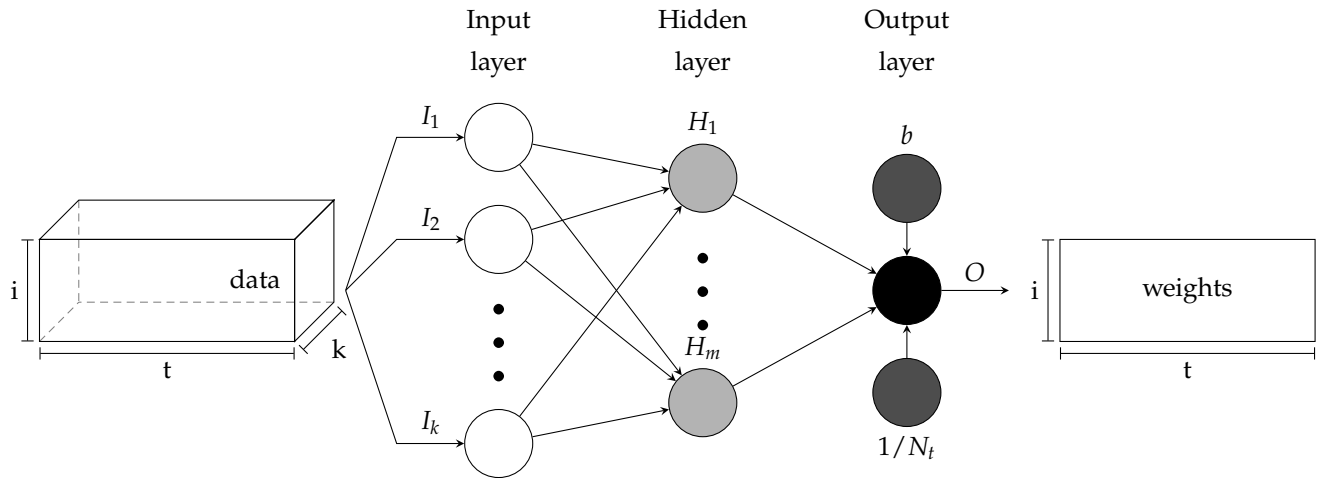 Input
layer
Hidden
layer
Output
layer
I₁
H₁
b
I₂
data
i
k
t
Hₘ
Iₖ
O
1/Nₜ
i
weights
t